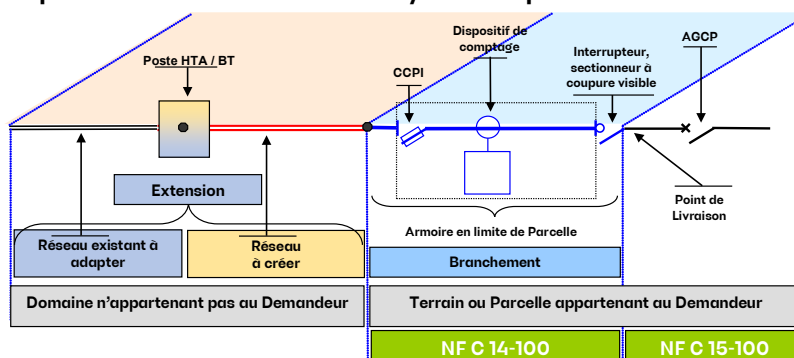 Dispositif de
comptage
Poste HTA / BT
CCPI
Interrupteur,
sectionneur à
coupure visible
AGCP
Extension
Point de
Livraison
Réseau existant à
adapter
Réseau
à créer
Armoire en limite de Parcelle
Branchement
Domaine n'appartenant pas au Demandeur
Terrain ou Parcelle appartenant au Demandeur
NF C 14-100
NF C 15-100